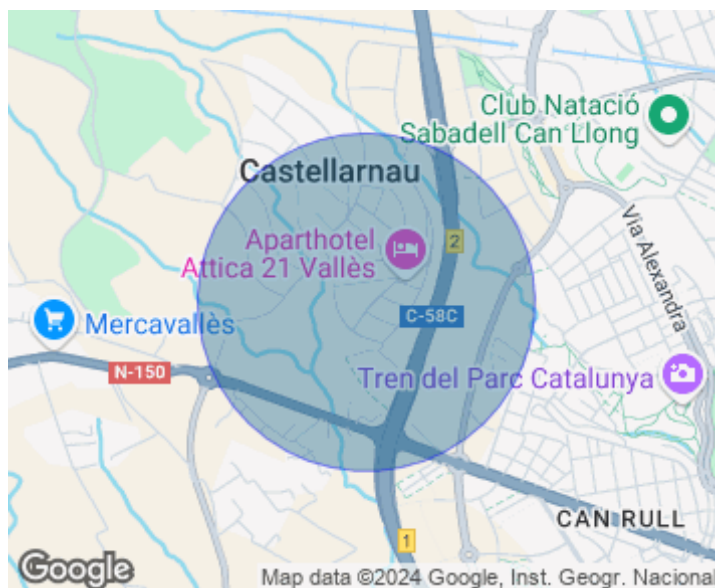 Club Natació
Sabadell Can Llong
Castellarnau
Aparthotel
Attica 21 Vallès
2
Via Alexandra
C-58C
Mercavallès
N-150
Tren del Parc Catalunya
CAN RULL
1
Google
Map data ©2024 Google, Inst. Geogr. Nacional